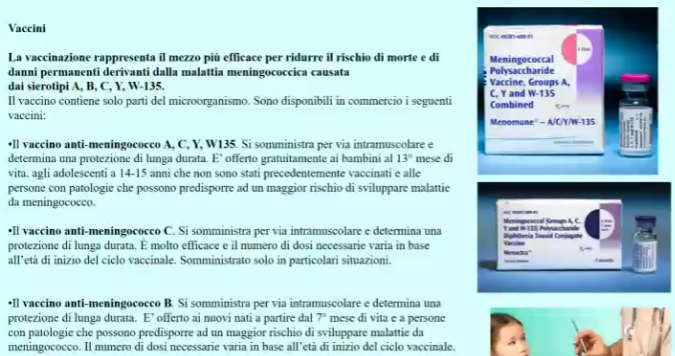 Vaccini
La vaccinazione rappresenta il mezzo più efficace per ridurre il rischio di morte e di
danni permanenti derivanti dalla malattia meningococcica causata
dai sierotipi A, B, C, Y, W-135.
Il vaccino contiene solo parti del microorganismo. Sono disponibili in commercio i seguenti
vaccini:
•Il vaccino anti-meningococco A, C, Y, W135. Si somministra per via intramuscolare e
determina una protezione di lunga durata. E' offerto gratuitamente ai bambini al 13° mese di
vita, agli adolescenti a 14-15 anni che non sono stati precedentemente vaccinati e alle
persone con patologie che possono predisporre ad un maggior rischio di sviluppare malattie
da meningococco.
•Il vaccino anti-meningococco C. Si somministra per via intramuscolare e determina una
protezione di lunga durata. È molto efficace e il numero di dosi necessarie varia in base
all'età di inizio del ciclo vaccinale. Somministrato solo in particolari situazioni.
•Il vaccino anti-meningococco B. Si somministra per via intramuscolare e determina una
protezione di lunga durata. E' offerto ai nuovi nati a partire dal 7° mese di vita e a persone
con patologie che possono predisporre ad un maggior rischio di sviluppare malattie da
meningococco. Il numero di dosi necessarie varia in base all'età di inizio del ciclo vaccinale.
Meningococcal
Polysaccharide
Vaccine, Groups A,
C, Y and W-135
Combined
Menomune® – A/C/Y/W-135
Meningococcal (Groups A, C,
Y and W-135) Polysaccharide
Diphtheria Toxoid Conjugate
Vaccine
Menactra